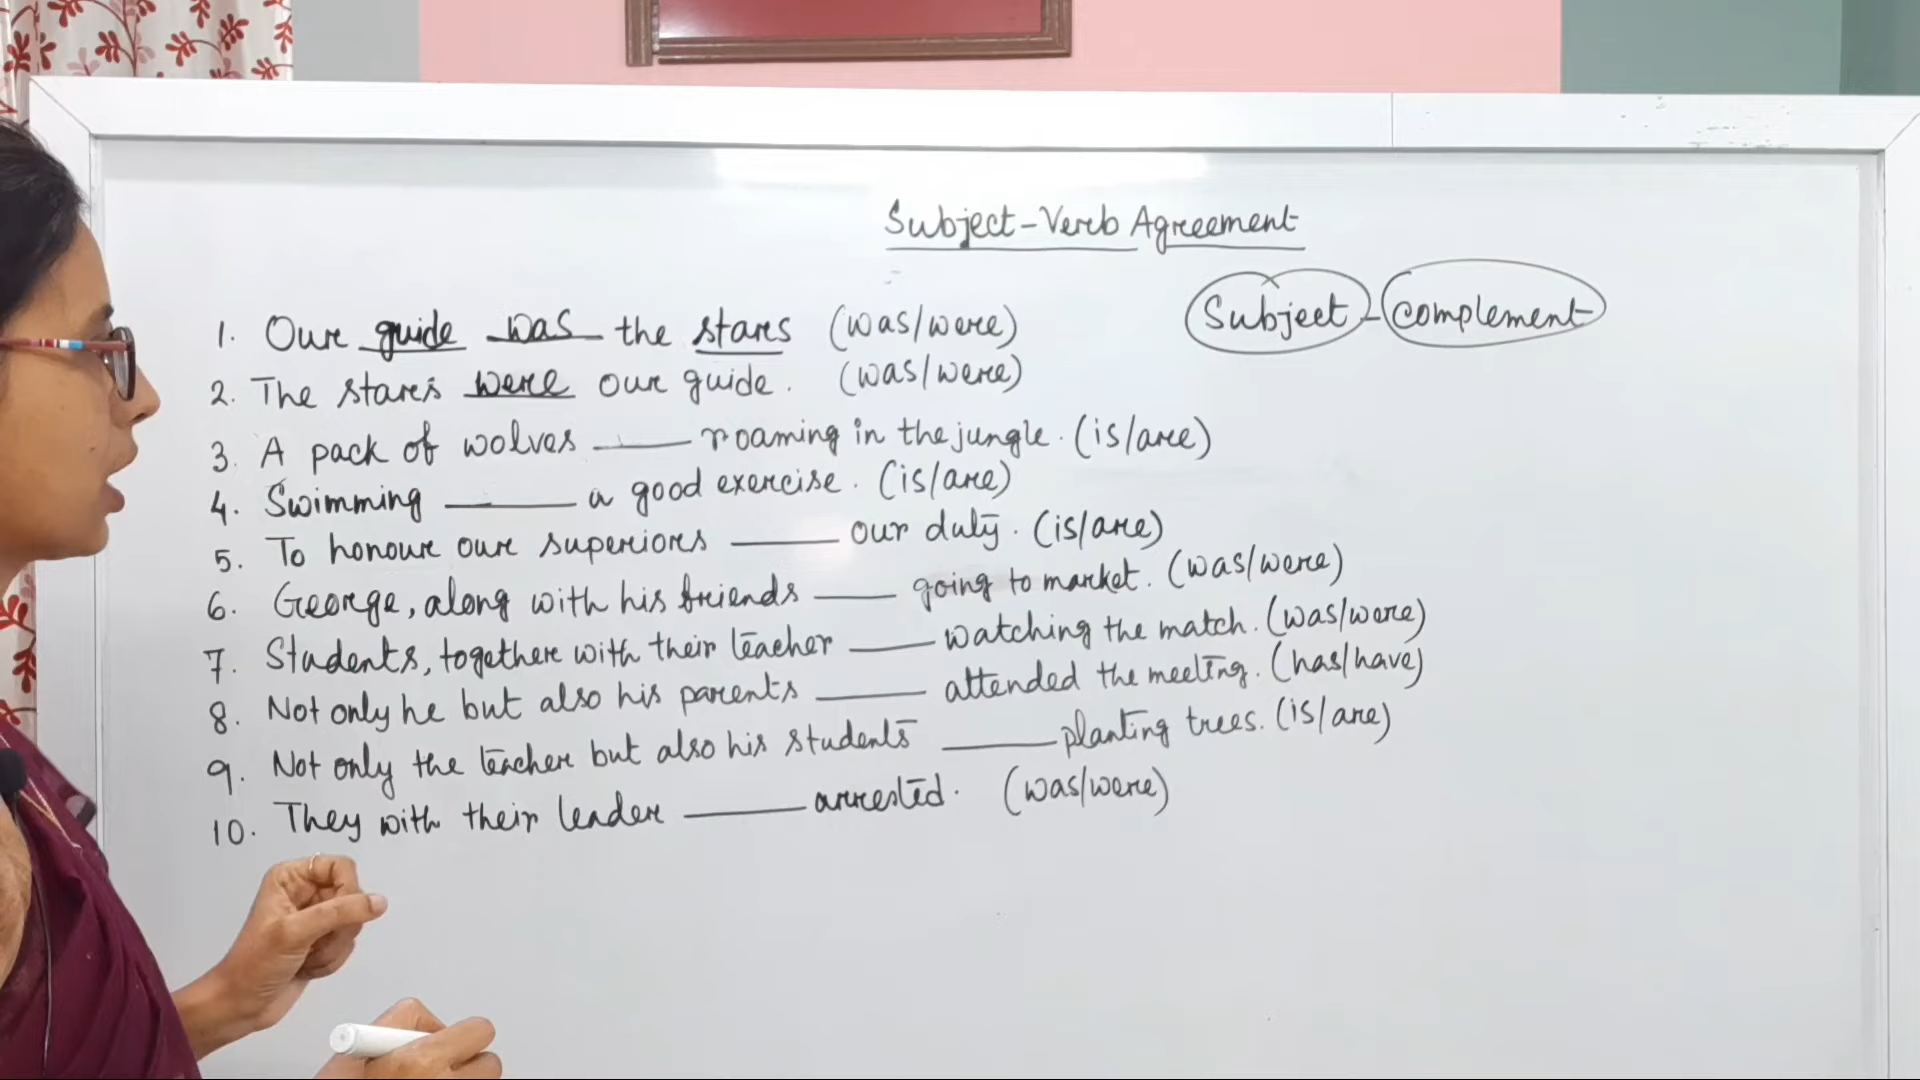 Subject-Verb Agreement
Subject - complement
1. Our guide was the stars (was/were)
2. The stars were our guide. (was/were)
3. A pack of wolves ____ roaming in the jungle. (is/are)
4. Swimming ____ a good exercise. (is/are)
5. To honour our superiors ____ our duty. (is/are)
6. George, along with his friends ____ going to market. (was/were)
7. Students, together with their teacher ____ watching the match. (was/were)
8. Not only he but also his parents ____ attended the meeting. (has/have)
9. Not only the teacher but also his students ____ planting trees. (is/are)
10. They with their leader ____ arrested. (was/were)